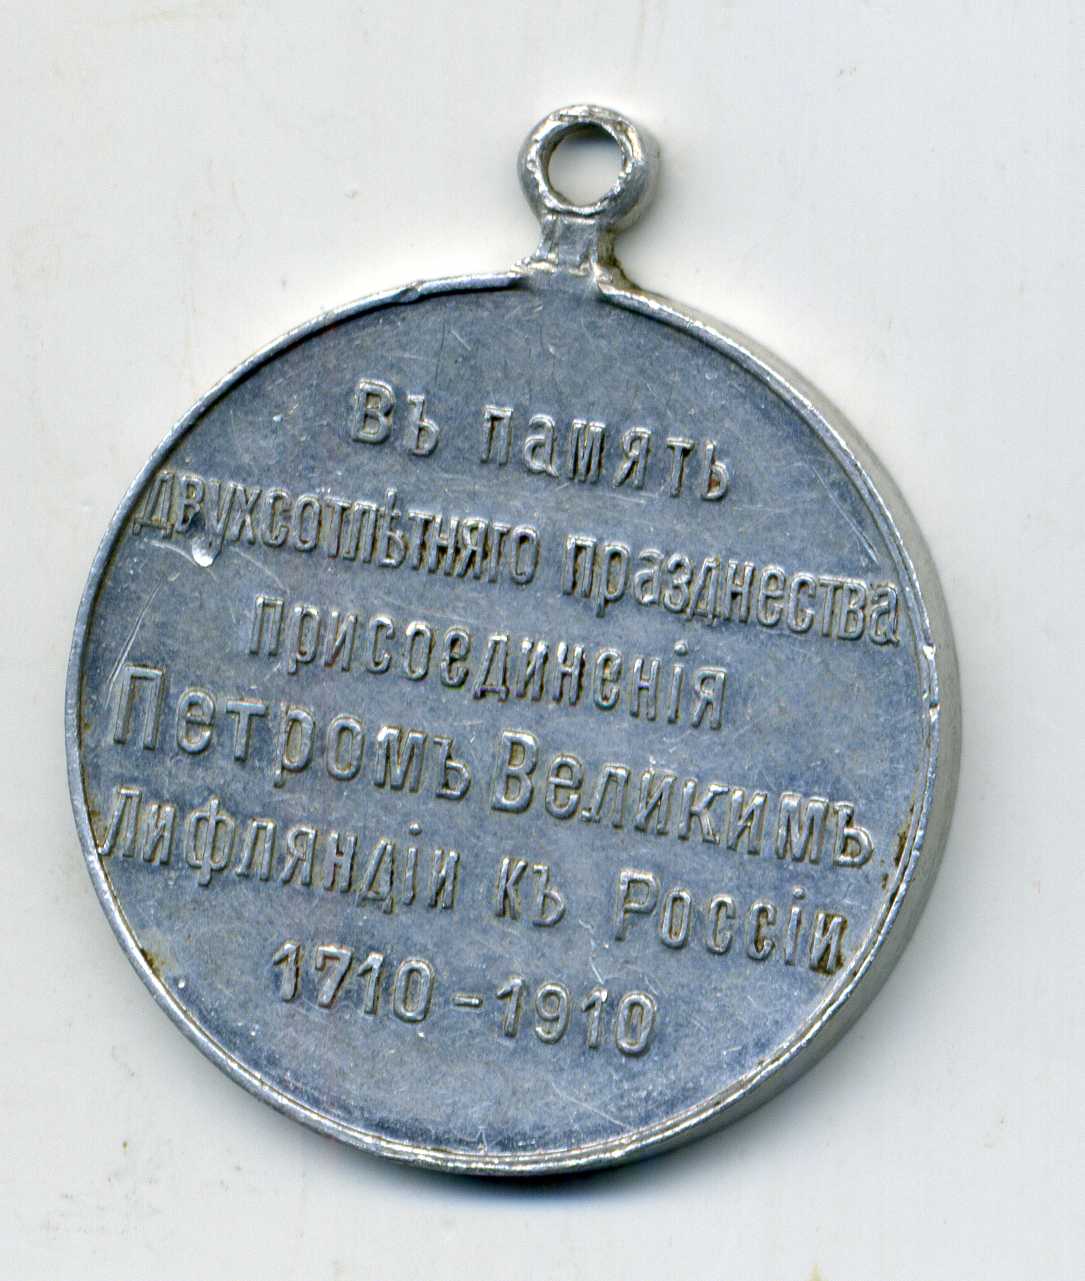 Въ память
двухсотлѣтняго празднества
присоединенія
Петромъ Великимъ
Лифляндіи къ Россіи
1710-1910